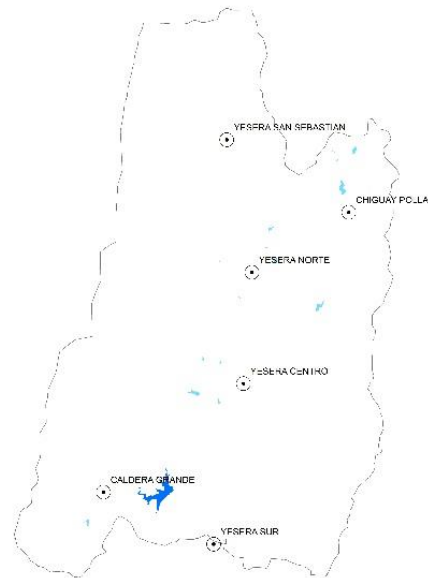 YESERA SAN SEBASTIAN
CHIGUAY POLLA
YESERA NORTE
YESERA CENTRO
CALDERA GRANDE
YESERA SUR